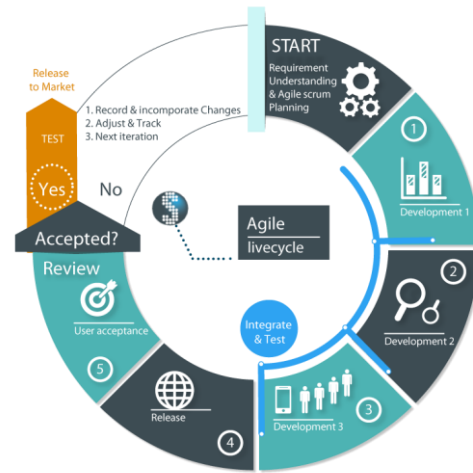 START
Requirement
Understanding
& Agile scrum
Planning
1
Development 1
2
Development 2
3
Development 3
Integrate
& Test
4
Release
5
User acceptance
Review
Accepted?
Yes
No
TEST
Release
to Market
1. Record & incomporate Changes
2. Adjust & Track
3. Next iteration
Agile
livecycle
S